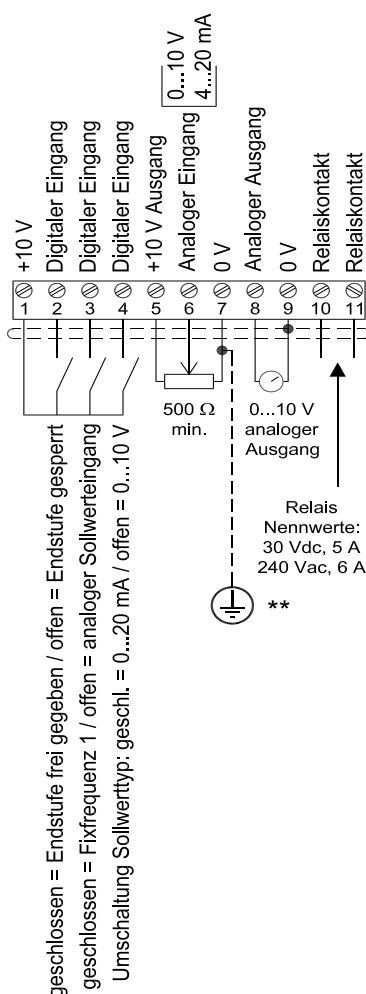 0...10 V
4...20 mA
+10 V
Digitaler Eingang
Digitaler Eingang
Digitaler Eingang
+10 V Ausgang
Analoger Eingang
0 V
Analoger Ausgang
0 V
Relaiskontakt
Relaiskontakt
1 2 3 4 5 6 7 8 9 10 11
500 Ω
min.
0...10 V
analoger
Ausgang
Relais
Nennwerte:
30 Vdc, 5 A
240 Vac, 6 A
**
geschlossen = Endstufe frei gegeben / offen = Endstufe gesperrt
geschlossen = Fixfrequenz 1 / offen = analoger Sollwerteingang
Umschaltung Sollwerttyp: geschl. = 0...20 mA / offen = 0...10 V